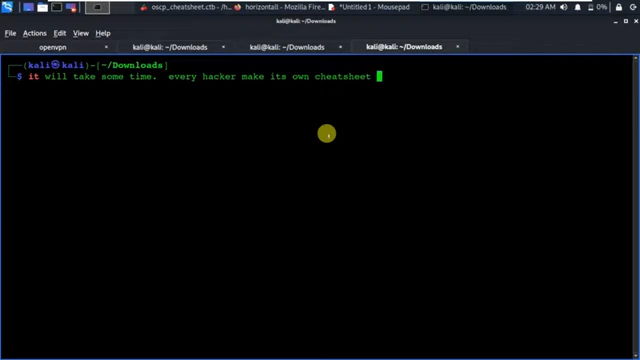 oscp_cheatsheet.ctb - /h... horizontall - Mozilla Fire... *Untitled 1 - Mousepad kali@kali: ~/Downloads 02:29 AM 0%
kali@kali: ~/Downloads
File Actions Edit View Help
openvpn kali@kali: ~/Downloads kali@kali: ~/Downloads kali@kali: ~/Downloads
(kali㉿kali)-[~/Downloads]
$ it will take some time. every hacker make its own cheatsheet